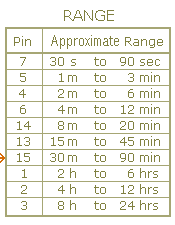 RANGE
Pin Approximate Range
7 30 s to 90 sec
5 1 m to 3 min
4 2 m to 6 min
6 4 m to 12 min
14 8 m to 20 min
13 15 m to 45 min
15 30 m to 90 min
1 2 h to 6 hrs
2 4 h to 12 hrs
3 8 h to 24 hrs